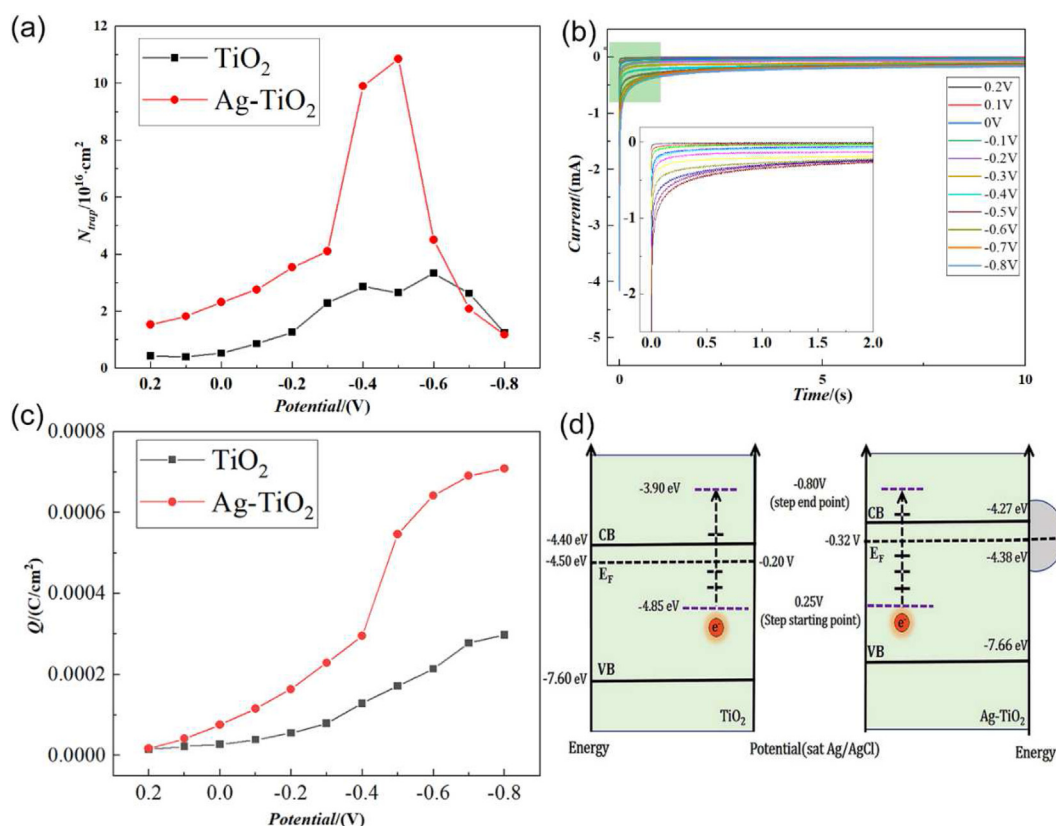 (a)
TiO2
Ag-TiO2
Ntrap/10^16·cm^2
12
10
8
6
4
2
0
0.2 0.0 -0.2 -0.4 -0.6 -0.8
Potential/(V)
(b)
Current/(mA)
0
-1
-2
-3
-4
-5
0 5 10
Time/(s)
0.2V
0.1V
0V
-0.1V
-0.2V
-0.3V
-0.4V
-0.5V
-0.6V
-0.7V
-0.8V
0
-1
-2
0.0 0.5 1.0 1.5 2.0
(c)
TiO2
Ag-TiO2
Q/(C/cm^2)
0.0008
0.0006
0.0004
0.0002
0.0000
0.2 0.0 -0.2 -0.4 -0.6 -0.8
Potential/(V)
(d)
-3.90 eV
CB
-4.40 eV
-4.50 eV
EF
-0.20 V
-4.85 eV
e-
VB
-7.60 eV
TiO2
Energy
-0.80V
(step end point)
0.25V
(Step starting point)
Potential(sat Ag/AgCl)
CB
-4.27 eV
-0.32 V
EF
-4.38 eV
e-
-7.66 eV
VB
Ag-TiO2
Energy